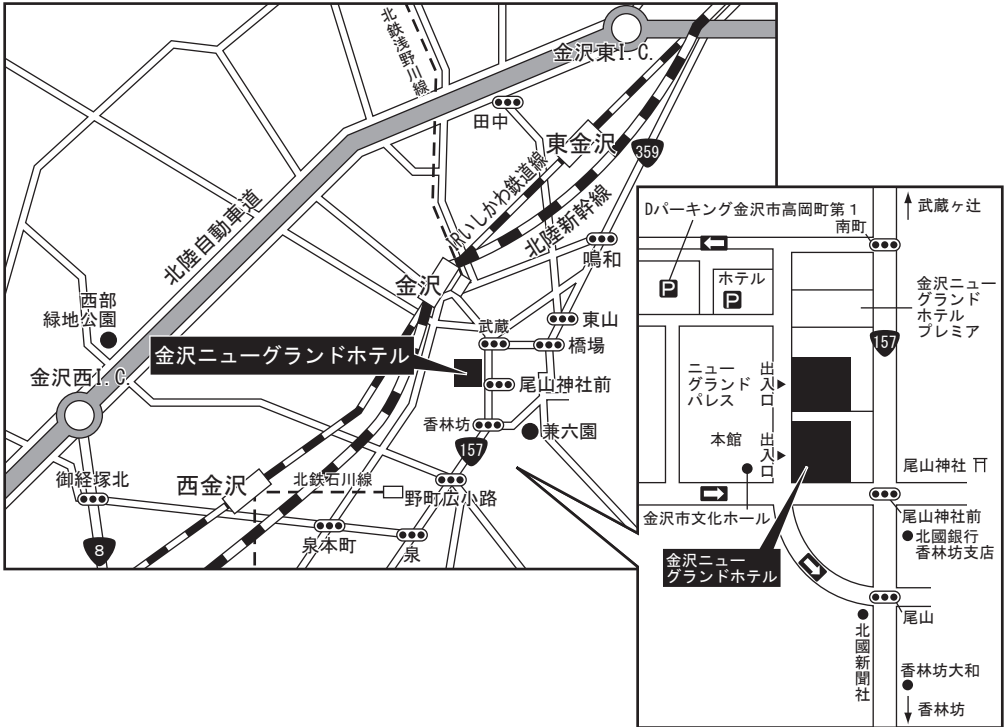 北鉄浅野川線
金沢東I.C.
田中
東金沢
359
IRいしかわ鉄道線
北陸新幹線
北陸自動車道
鳴和
金沢
西部
緑地公園
武蔵
東山
橋場
金沢ニューグランドホテル
尾山神社前
金沢西I.C.
香林坊
兼六園
157
御経塚北
西金沢
北鉄石川線
野町広小路
8
泉本町
泉
武蔵ヶ辻
Dパーキング金沢市高岡町第1
南町
P
ホテル
P
金沢ニュー
グランド
ホテル
プレミア
157
ニュー
グランド
パレス
出入口
本館
出入口
尾山神社
金沢市文化ホール
尾山神社前
北國銀行
香林坊支店
金沢ニュー
グランドホテル
尾山
北國新聞社
香林坊大和
香林坊